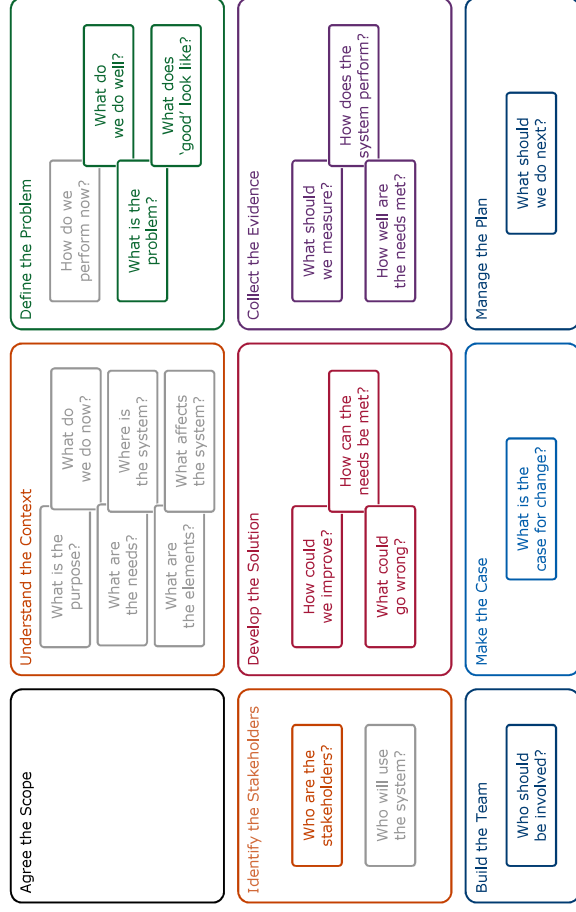 Agree the Scope
Understand the Context
What is the
purpose?
What do
we do now?
What are
the needs?
Where is
the system?
What are
the elements?
What affects
the system?
Define the Problem
How do we
perform now?
What do
we do well?
What is the
problem?
What does
‘good’ look like?
Identify the Stakeholders
Who are the
stakeholders?
Who will use
the system?
Develop the Solution
How could
we improve?
How can the
needs be met?
What could
go wrong?
Collect the Evidence
What should
we measure?
How does the
system perform?
How well are
the needs met?
Build the Team
Who should
be involved?
Make the Case
What is the
case for change?
Manage the Plan
What should
we do next?